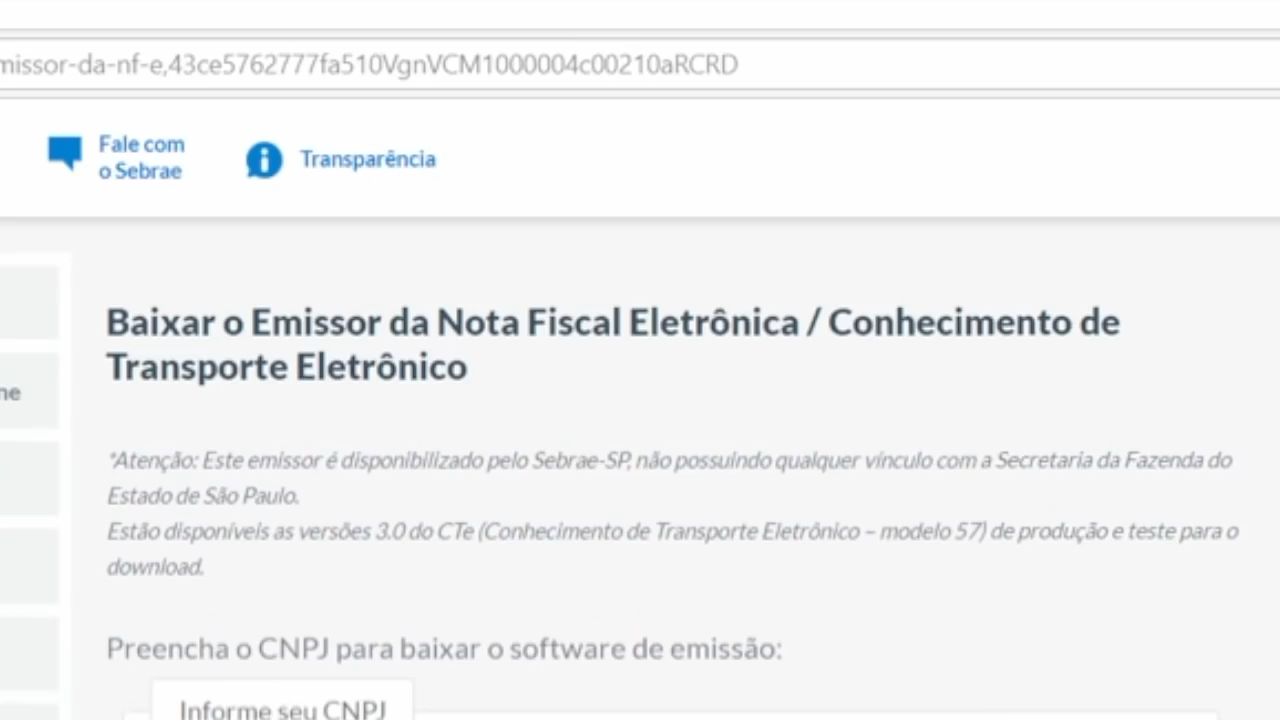 missor-da-nf-e,43ce5762777fa510VgnVCM1000004c00210aRCRD
Fale com
o Sebrae
Transparência
Baixar o Emissor da Nota Fiscal Eletrônica / Conhecimento de
Transporte Eletrônico
ne
*Atenção: Este emissor é disponibilizado pelo Sebrae-SP, não possuindo qualquer vínculo com a Secretaria da Fazenda do
Estado de São Paulo.
Estão disponíveis as versões 3.0 do CTe (Conhecimento de Transporte Eletrônico – modelo 57) de produção e teste para o
download.
Preencha o CNPJ para baixar o software de emissão:
Informe seu CNPJ